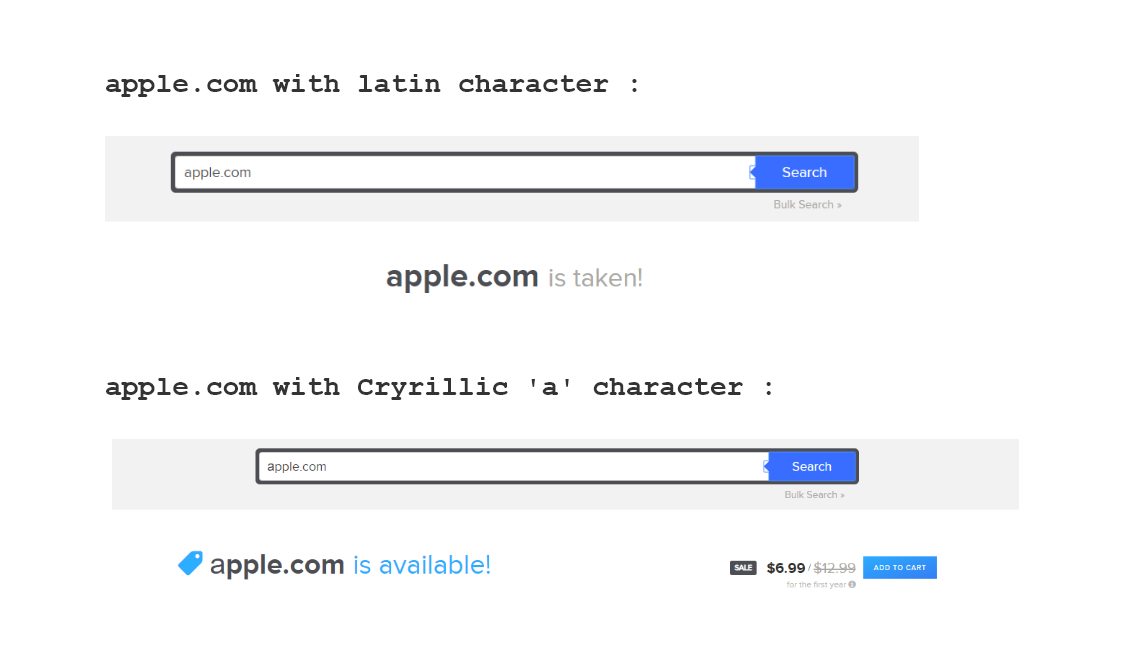 apple.com with latin character :
apple.com
Search
Bulk Search »
apple.com is taken!
apple.com with Cryrillic 'a' character :
аpple.com
Search
Bulk Search »
аpple.com is available!
SALE $6.99 / $12.99 ADD TO CART
for the first year